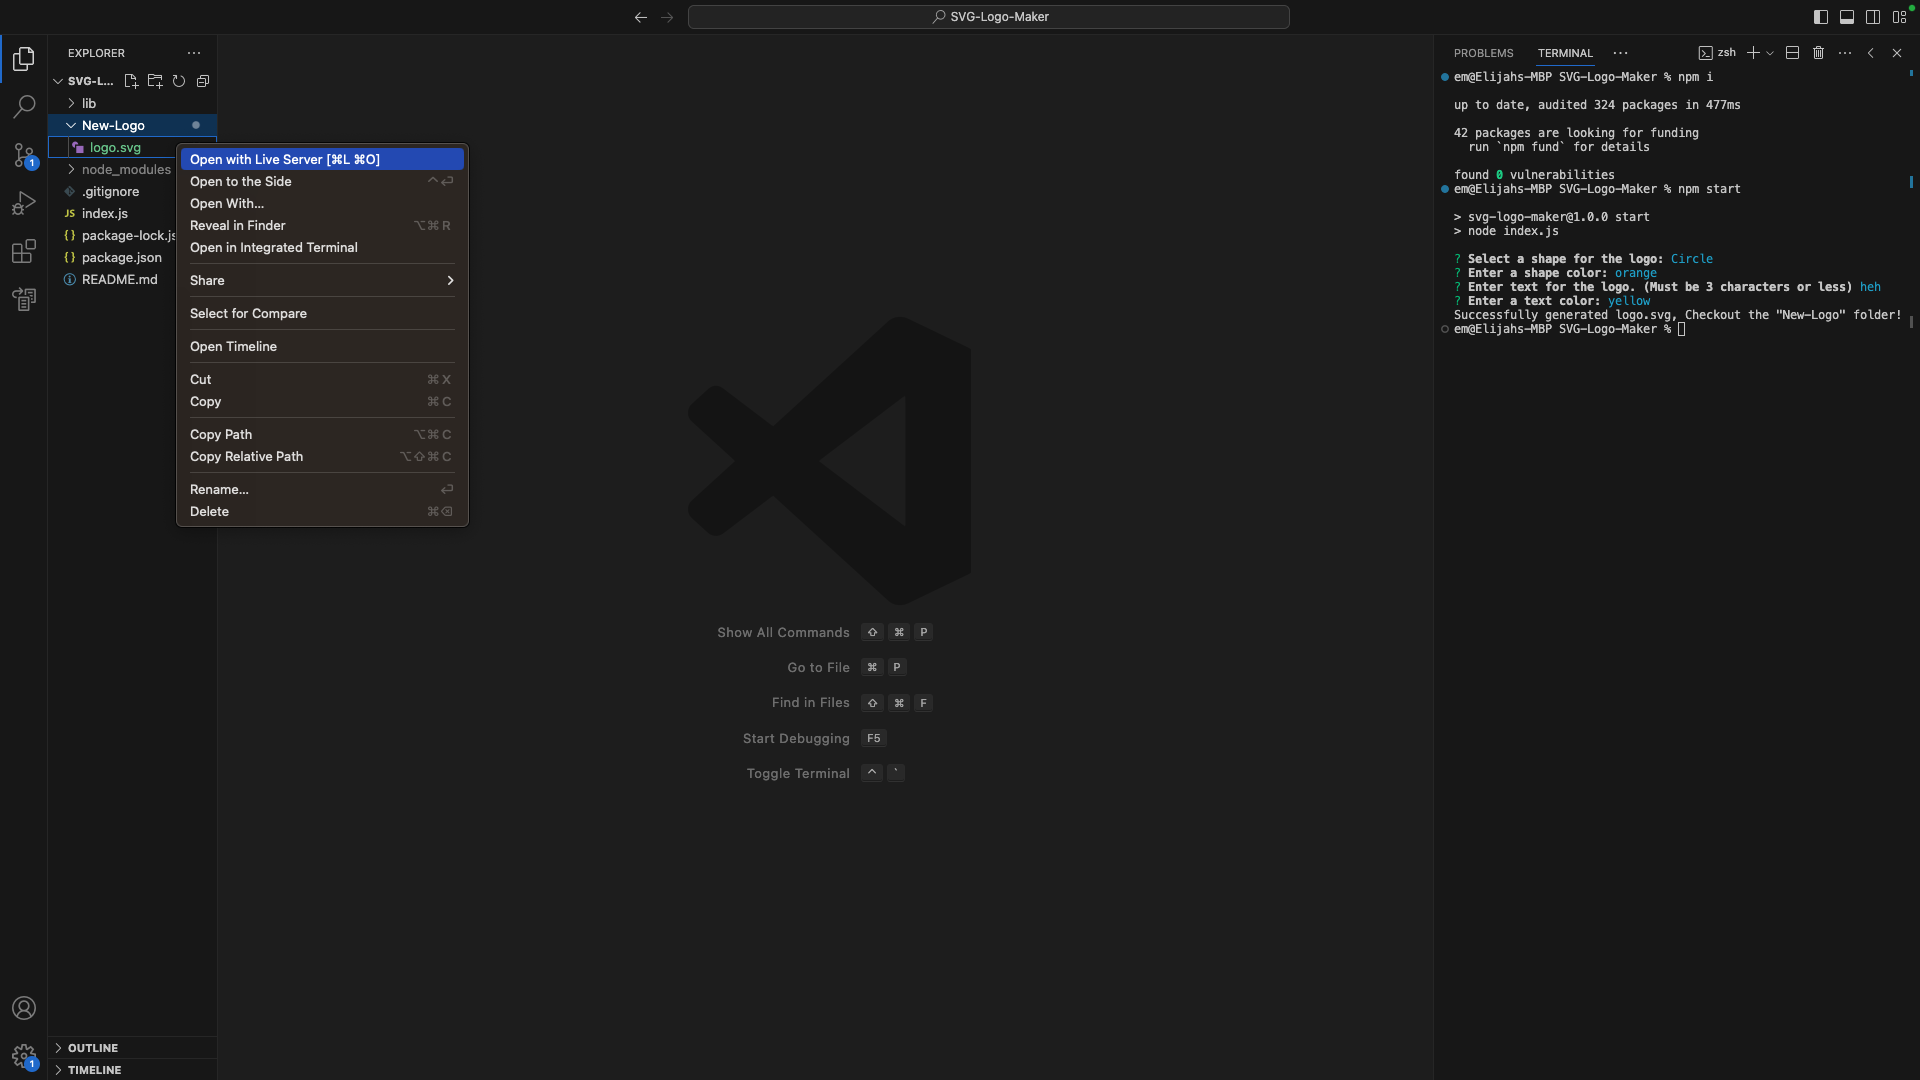 SVG-Logo-Maker
EXPLORER
SVG-L...
lib
New-Logo
logo.svg
node_modules
.gitignore
JS index.js
{} package-lock.js
{} package.json
README.md
1
Open with Live Server [⌘L ⌘O]
Open to the Side ^⏎
Open With...
Reveal in Finder ⌥⌘R
Open in Integrated Terminal
Share
Select for Compare
Open Timeline
Cut ⌘X
Copy ⌘C
Copy Path ⌥⌘C
Copy Relative Path ⌥⇧⌘C
Rename... ⏎
Delete ⌘⌫
Show All Commands ⇧ ⌘ P
Go to File ⌘ P
Find in Files ⇧ ⌘ F
Start Debugging F5
Toggle Terminal ^ `
OUTLINE
TIMELINE
1
PROBLEMS TERMINAL ... zsh
em@Elijahs-MBP SVG-Logo-Maker % npm i
up to date, audited 324 packages in 477ms
42 packages are looking for funding
run `npm fund` for details
found 0 vulnerabilities
em@Elijahs-MBP SVG-Logo-Maker % npm start
> svg-logo-maker@1.0.0 start
> node index.js
? Select a shape for the logo: Circle
? Enter a shape color: orange
? Enter text for the logo. (Must be 3 characters or less) heh
? Enter a text color: yellow
Successfully generated logo.svg, Checkout the "New-Logo" folder!
em@Elijahs-MBP SVG-Logo-Maker %